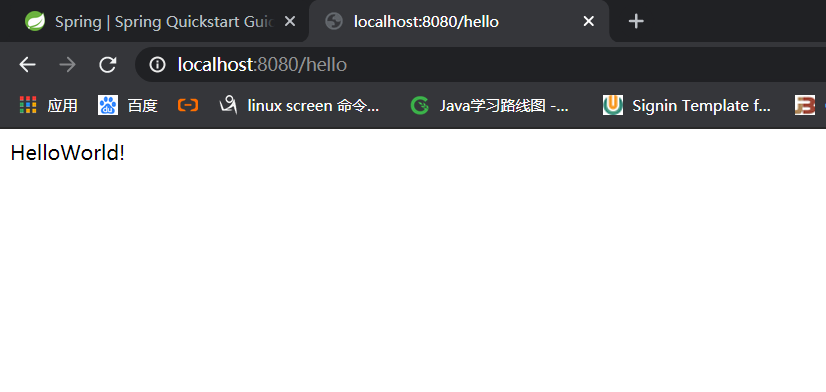 Spring | Spring Quickstart Guid
localhost:8080/hello
localhost:8080/hello
应用
百度
linux screen 命令...
Java学习路线图 -...
Signin Template f...
HelloWorld!